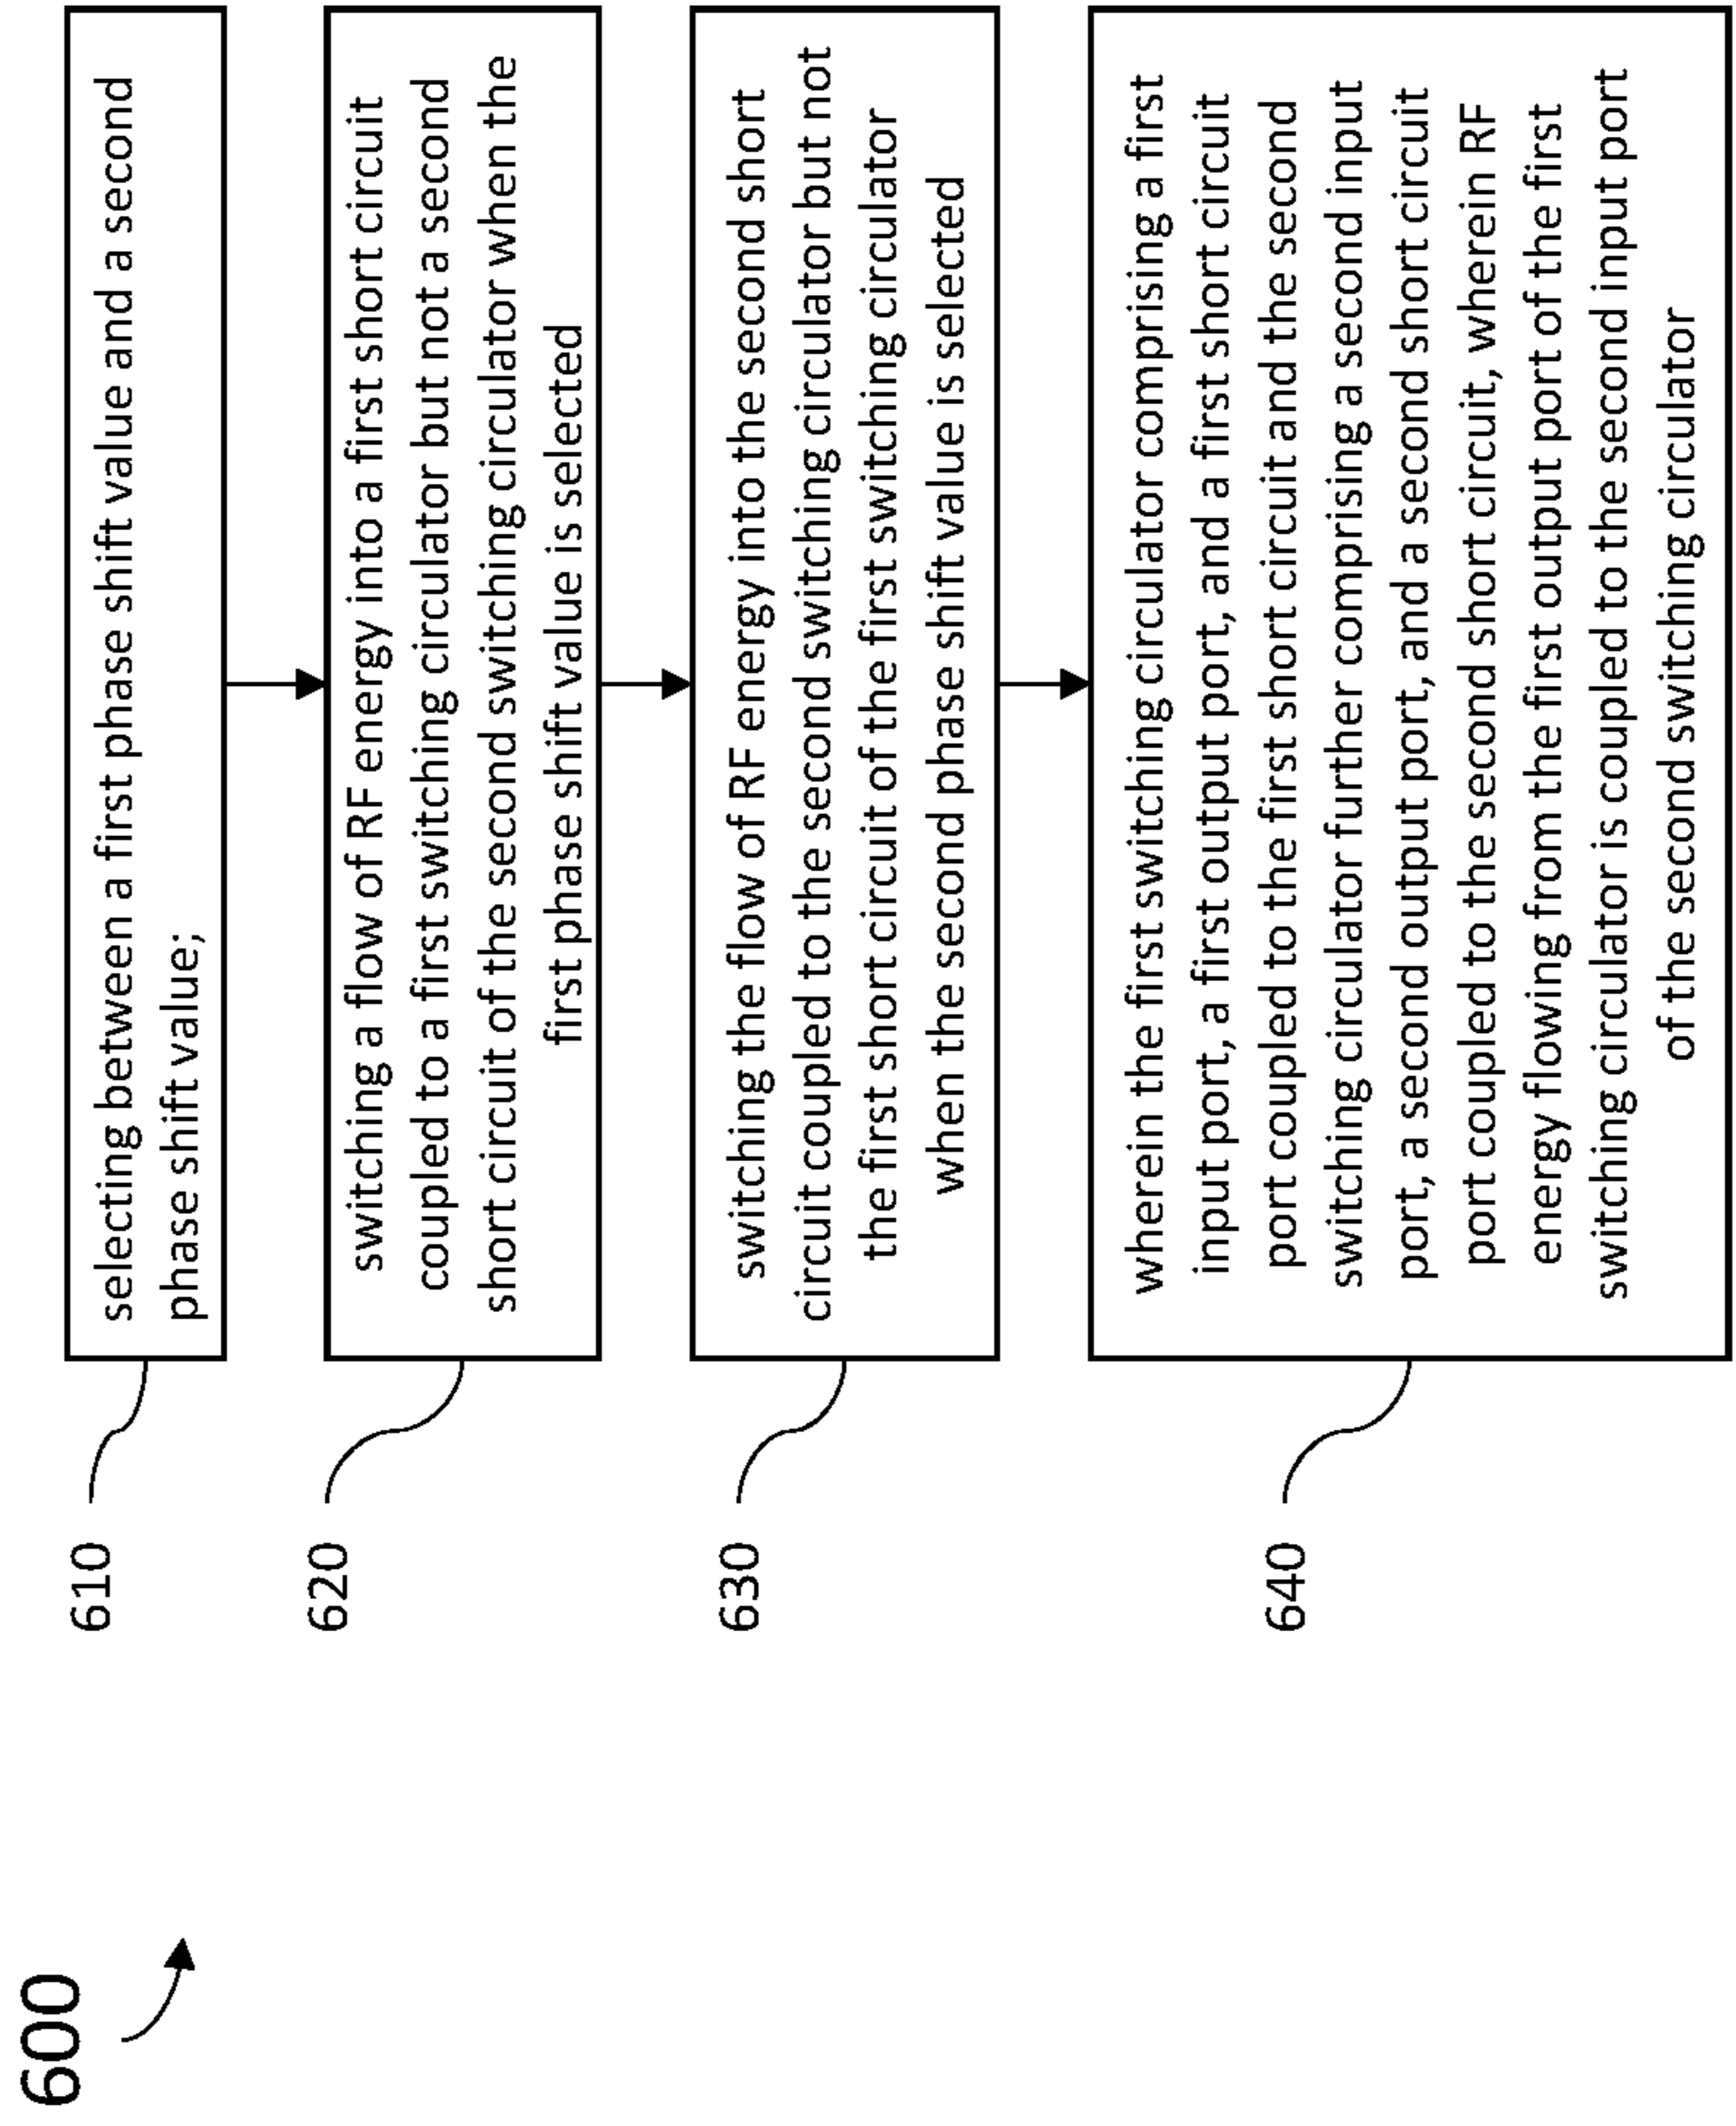 600
610
selecting between a first phase shift value and a second
phase shift value;
620
switching a flow of RF energy into a first short circuit
coupled to a first switching circulator but not a second
short circuit of the second switching circulator when the
first phase shift value is selected
630
switching the flow of RF energy into the second short
circuit coupled to the second switching circulator but not
the first short circuit of the first switching circulator
when the second phase shift value is selected
640
wherein the first switching circulator comprising a first
input port, a first output port, and a first short circuit
port coupled to the first short circuit and the second
switching circulator further comprising a second input
port, a second output port, and a second short circuit
port coupled to the second short circuit, wherein RF
energy flowing from the first output port of the first
switching circulator is coupled to the second input port
of the second switching circulator